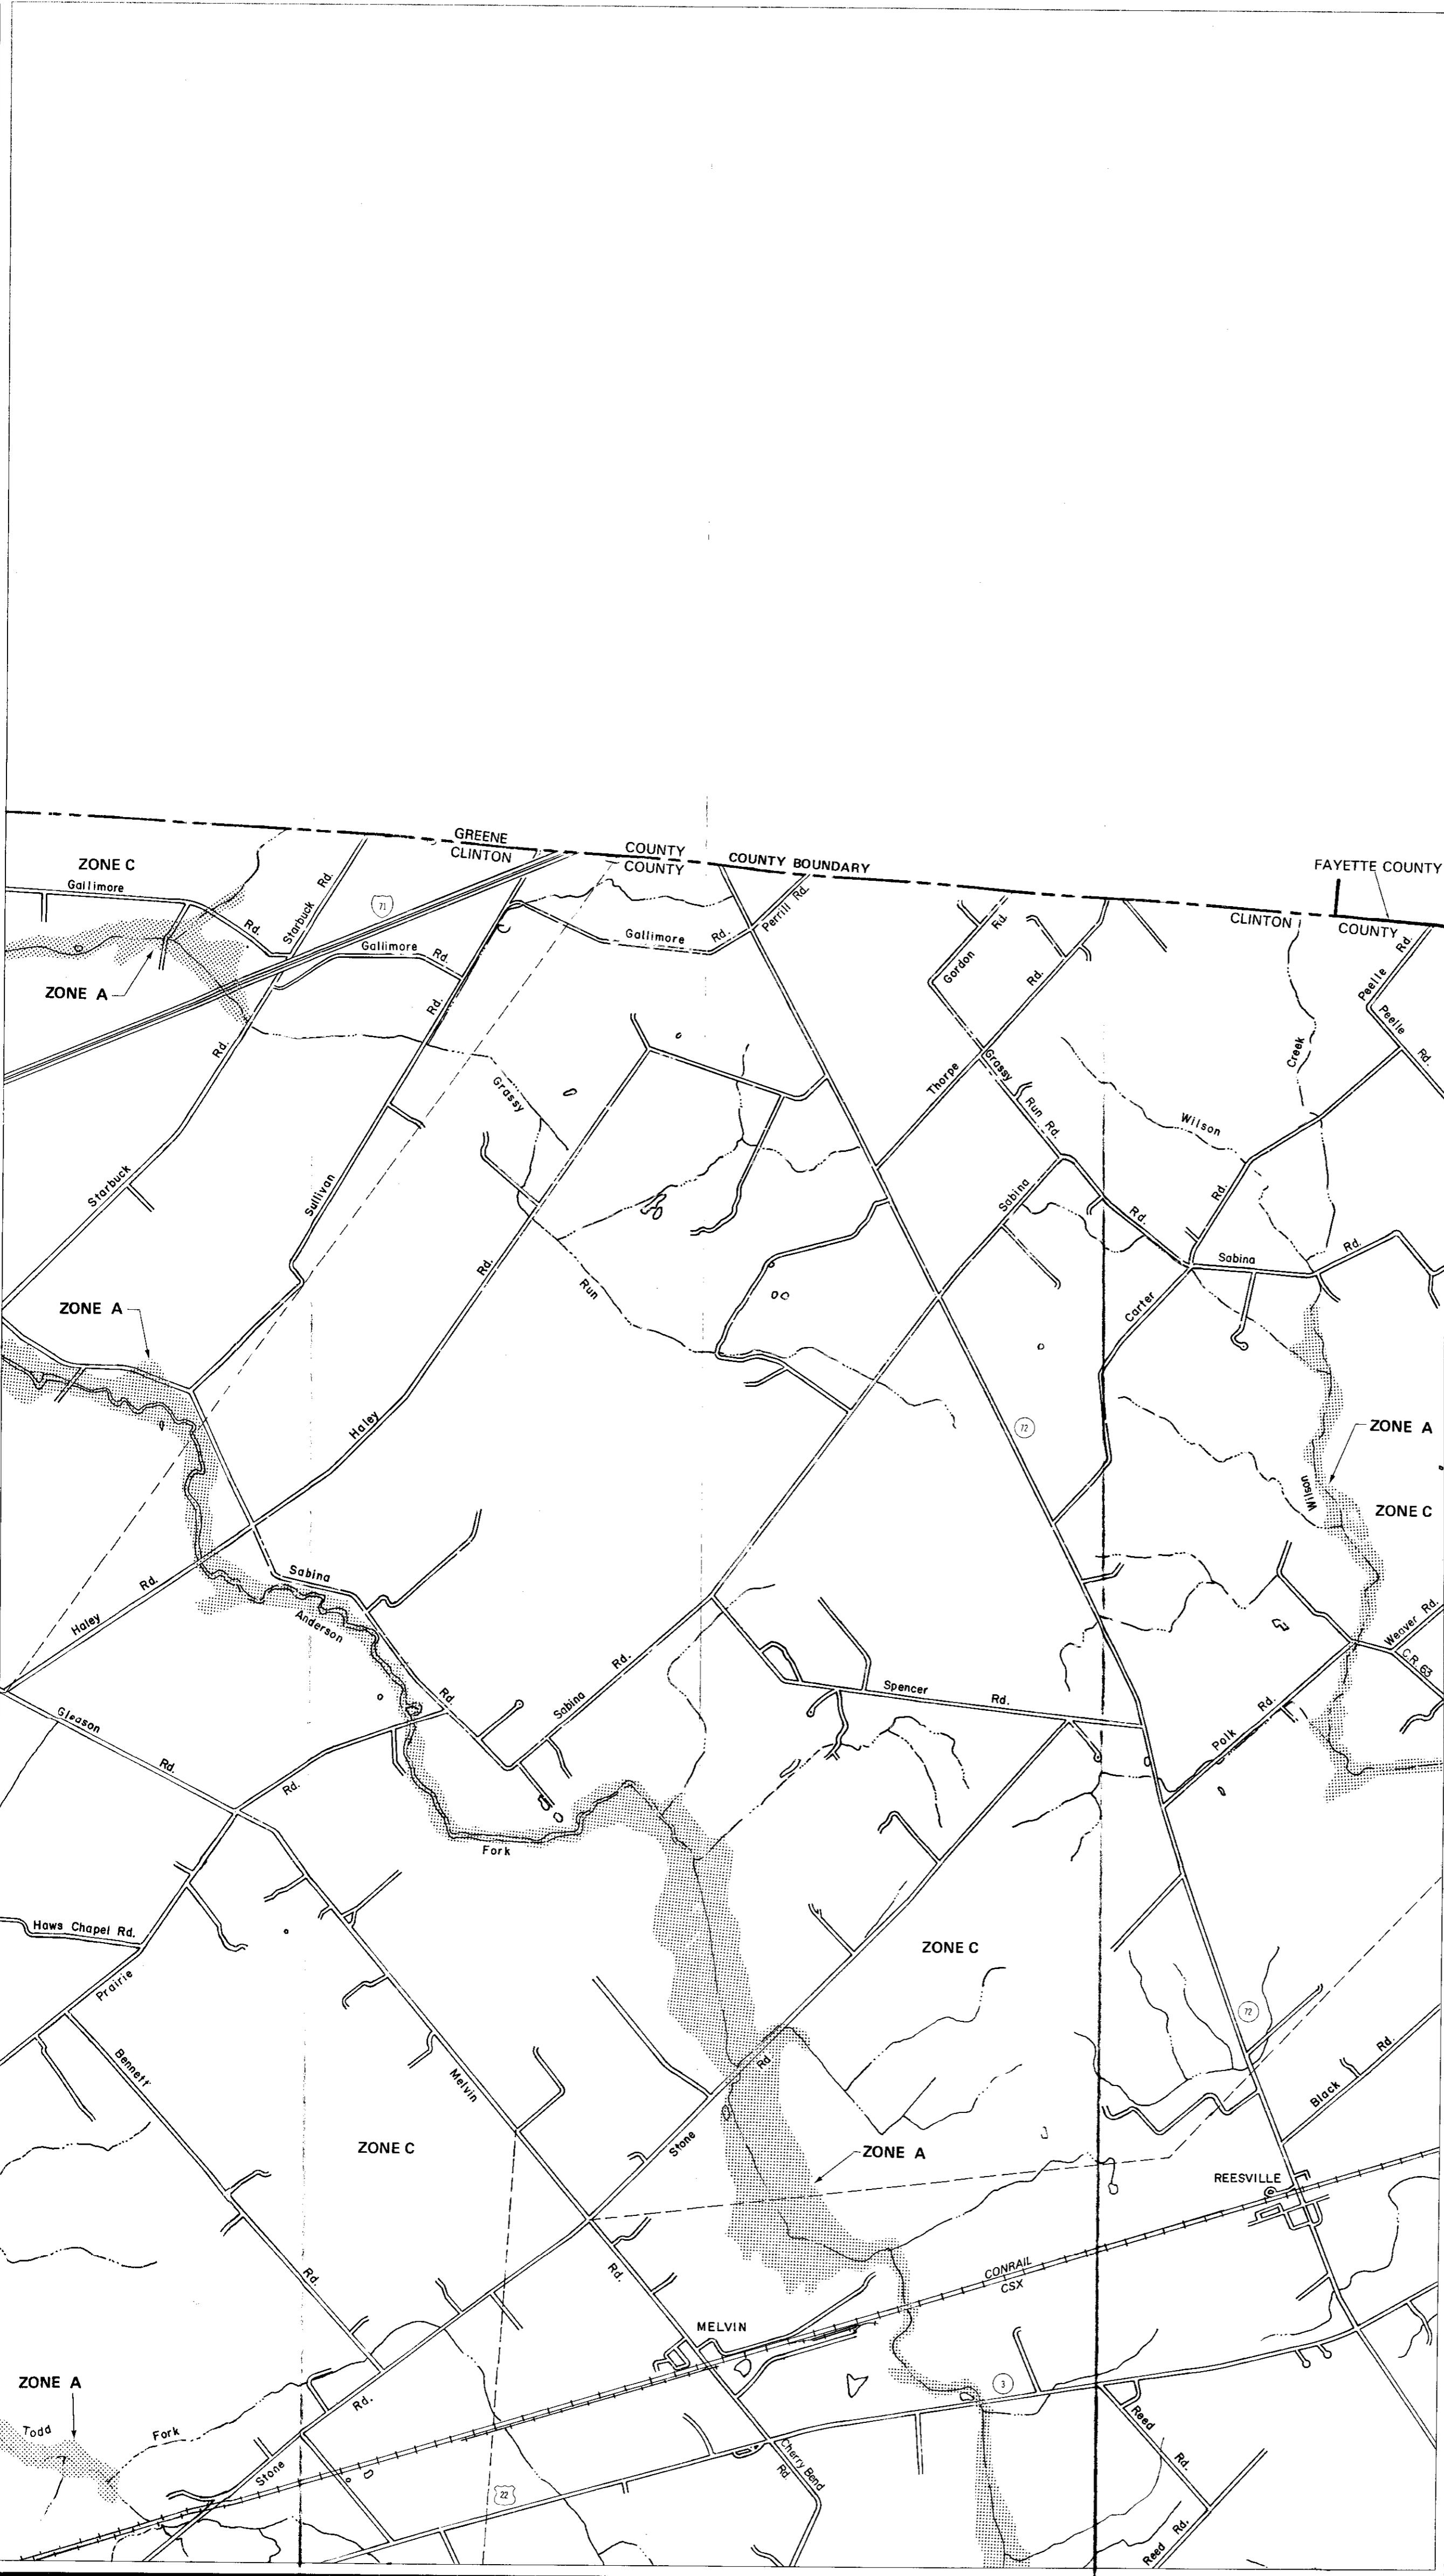 GREENE COUNTY
CLINTON COUNTY
COUNTY BOUNDARY
FAYETTE COUNTY
CLINTON COUNTY
ZONE C
Gallimore Rd.
Starbuck Rd.
71
Gallimore Rd.
Gallimore Rd.
Perrill Rd.
Gordon Rd.
Rd.
Peelle Rd.
Peelle Rd.
ZONE A
Rd.
Rd.
Creek
Grassy
Thorpe
Grassy Run Rd.
Wilson
Starbuck
Sullivan
Sabina
Rd.
Rd.
Rd.
Sabina Rd.
Run
Carter
ZONE A
Haley
72
ZONE A
Wilson
ZONE C
Sabina
Haley Rd.
Anderson
Weaver Rd.
C.R. 63
Sabina Rd.
Spencer Rd.
Rd.
Gleason Rd.
Polk Rd.
Rd.
Fork
Haws Chapel Rd.
ZONE C
Prairie
72
Bennett
Melvin
Rd.
Black Rd.
Stone
ZONE C
ZONE A
REESVILLE
Rd.
Rd.
CONRAIL
CSX
MELVIN
ZONE A
3
Rd.
Reed Rd.
Todd Fork
Stone
Cherry Bend Rd.
22
Reed Rd.